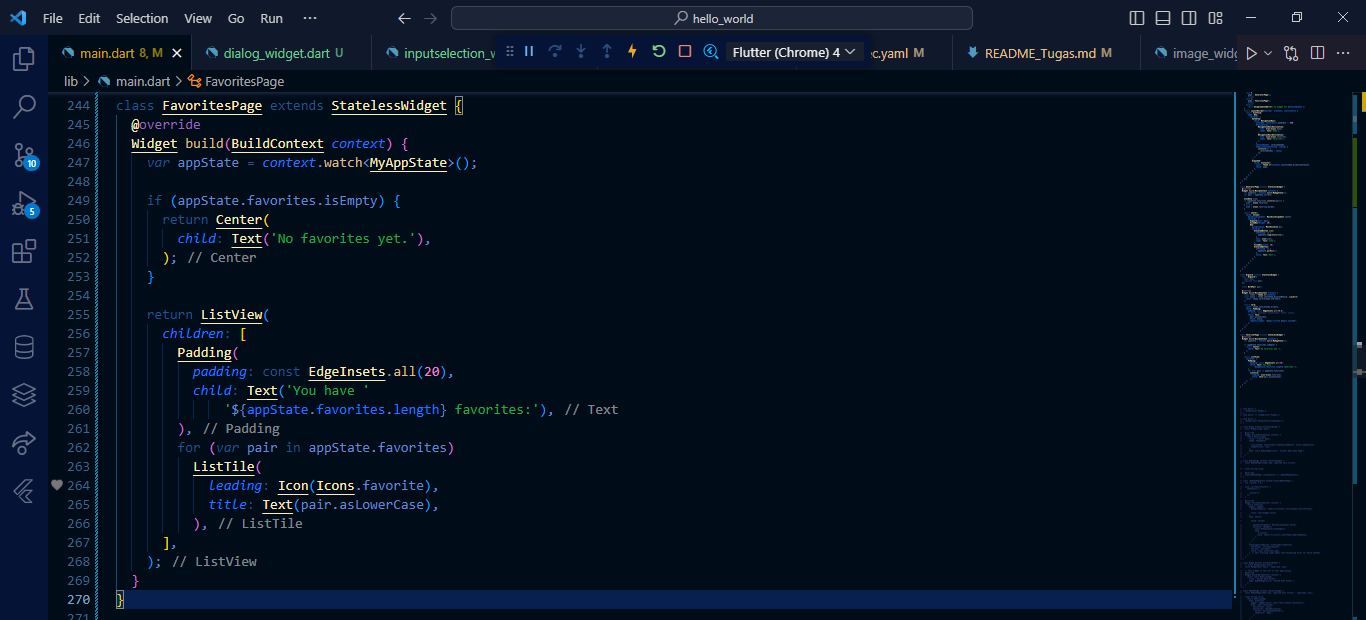 File Edit Selection View Go Run ··· hello_world
main.dart 8, M dialog_widget.dart U inputselection_w Flutter (Chrome) 4 ec.yaml M README_Tugas.md M image_widg
lib > main.dart > FavoritesPage
244 class FavoritesPage extends StatelessWidget {
245 @override
246 Widget build(BuildContext context) {
247 var appState = context.watch<MyAppState>();
248
249 if (appState.favorites.isEmpty) {
250 return Center(
251 child: Text('No favorites yet.'),
252 ); // Center
253 }
254
255 return ListView(
256 children: [
257 Padding(
258 padding: const EdgeInsets.all(20),
259 child: Text('You have '
260 '${appState.favorites.length} favorites:'), // Text
261 ), // Padding
262 for (var pair in appState.favorites)
263 ListTile(
264 leading: Icon(Icons.favorite),
265 title: Text(pair.asLowerCase),
266 ), // ListTile
267 ],
268 ); // ListView
269 }
270 }
271
10
5